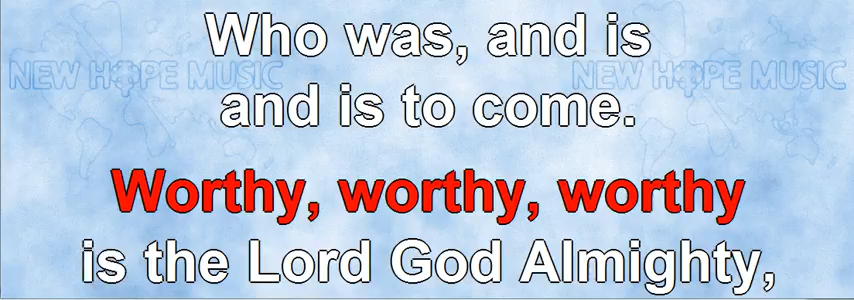 Who was, and is
NEW HOPE MUSIC NEW HOPE MUSIC
and is to come.
Worthy, worthy, worthy
is the Lord God Almighty,